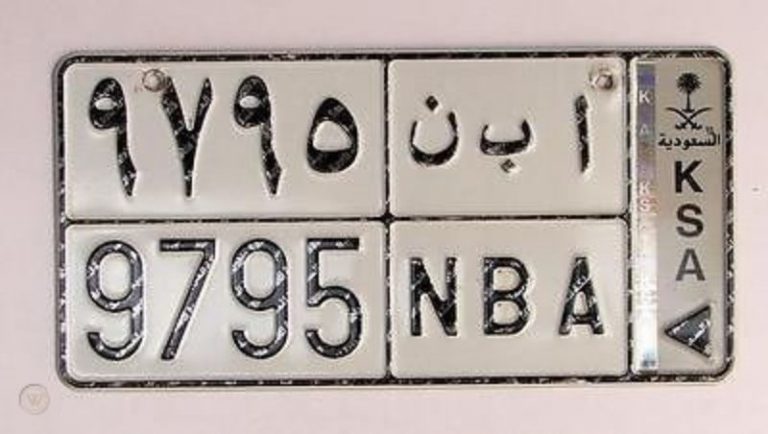 ٩٧٩٥ ا ب ن
9795 NBA
السعودية
K
S
A